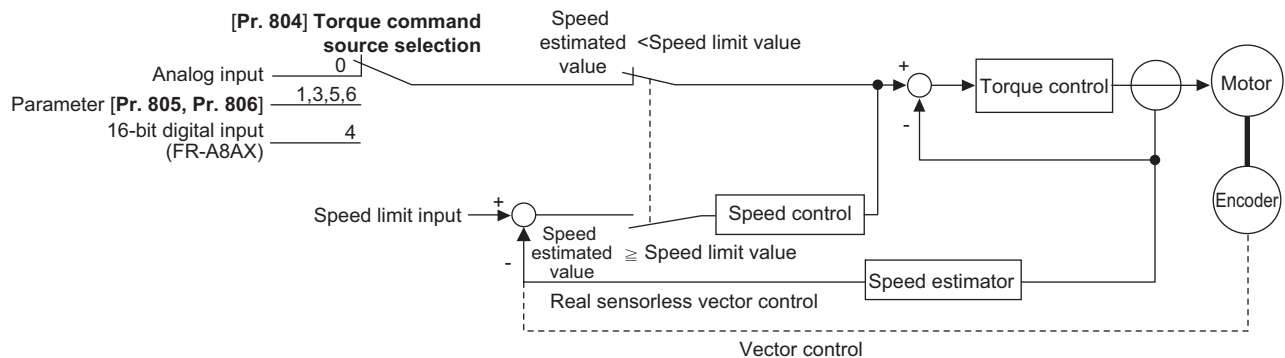 [Pr. 804] Torque command
source selection
Analog input
0
Parameter [Pr. 805, Pr. 806]
1,3,5,6
16-bit digital input
(FR-A8AX)
4
Speed
estimated
value
<Speed limit value
+
-
Torque control
Motor
Encoder
Speed limit input
+
-
Speed control
Speed
estimated
value
≧ Speed limit value
Speed estimator
Real sensorless vector control
Vector control